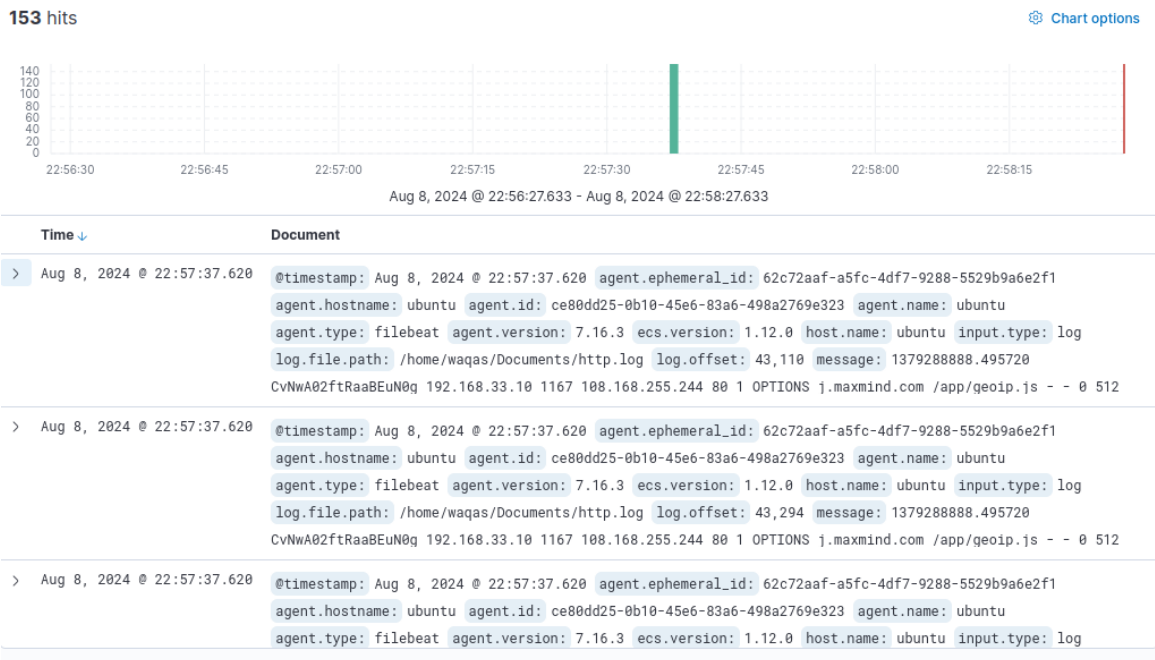 153 hits
Chart options
140
120
100
80
60
40
20
0
22:56:30 22:56:45 22:57:00 22:57:15 22:57:30 22:57:45 22:58:00 22:58:15
Aug 8, 2024 @ 22:56:27.633 - Aug 8, 2024 @ 22:58:27.633
Time Document
Aug 8, 2024 @ 22:57:37.620 @timestamp: Aug 8, 2024 @ 22:57:37.620 agent.ephemeral_id: 62c72aaf-a5fc-4df7-9288-5529b9a6e2f1
agent.hostname: ubuntu agent.id: ce80dd25-0b10-45e6-83a6-498a2769e323 agent.name: ubuntu
agent.type: filebeat agent.version: 7.16.3 ecs.version: 1.12.0 host.name: ubuntu input.type: log
log.file.path: /home/waqas/Documents/http.log log.offset: 43,110 message: 1379288888.495720
CvNwA02ftRaaBEuN0g 192.168.33.10 1167 108.168.255.244 80 1 OPTIONS j.maxmind.com /app/geoip.js - - 0 512
Aug 8, 2024 @ 22:57:37.620 @timestamp: Aug 8, 2024 @ 22:57:37.620 agent.ephemeral_id: 62c72aaf-a5fc-4df7-9288-5529b9a6e2f1
agent.hostname: ubuntu agent.id: ce80dd25-0b10-45e6-83a6-498a2769e323 agent.name: ubuntu
agent.type: filebeat agent.version: 7.16.3 ecs.version: 1.12.0 host.name: ubuntu input.type: log
log.file.path: /home/waqas/Documents/http.log log.offset: 43,294 message: 1379288888.495720
CvNwA02ftRaaBEuN0g 192.168.33.10 1167 108.168.255.244 80 1 OPTIONS j.maxmind.com /app/geoip.js - - 0 512
Aug 8, 2024 @ 22:57:37.620 @timestamp: Aug 8, 2024 @ 22:57:37.620 agent.ephemeral_id: 62c72aaf-a5fc-4df7-9288-5529b9a6e2f1
agent.hostname: ubuntu agent.id: ce80dd25-0b10-45e6-83a6-498a2769e323 agent.name: ubuntu
agent.type: filebeat agent.version: 7.16.3 ecs.version: 1.12.0 host.name: ubuntu input.type: log